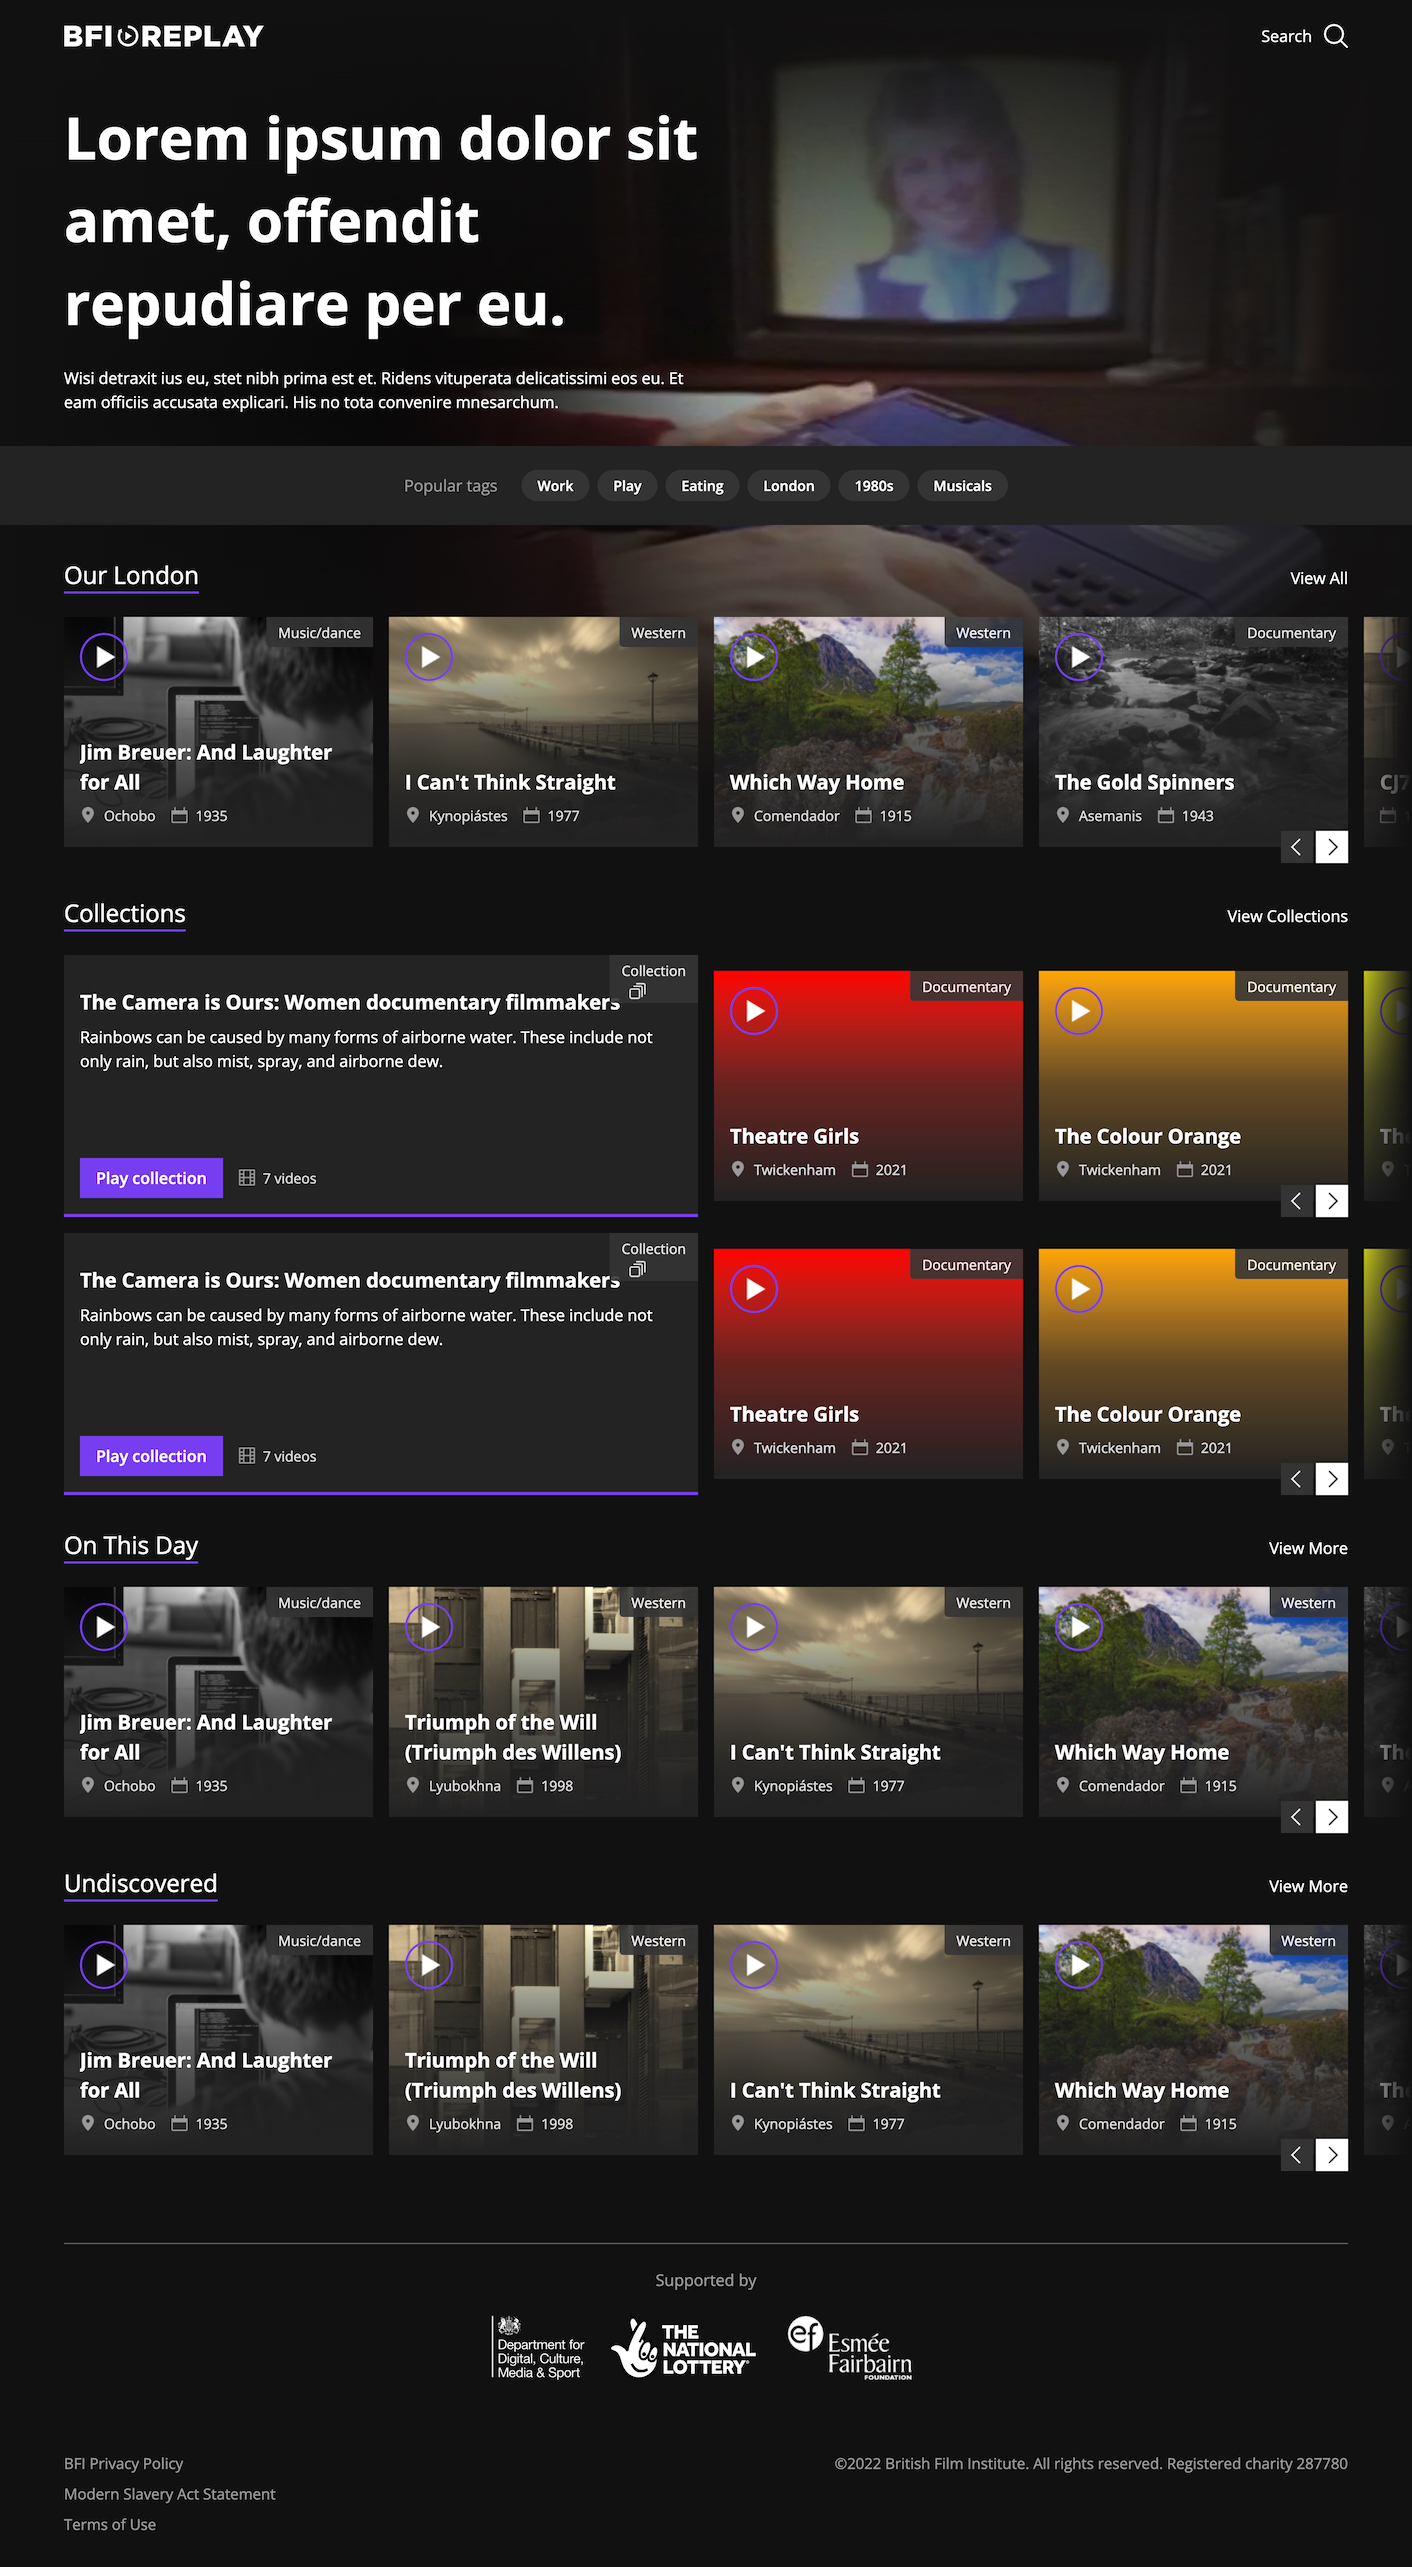 BFI REPLAY
Search
Lorem ipsum dolor sit
amet, offendit
repudiare per eu.
Wisi detraxit ius eu, stet nibh prima est et. Ridens vituperata delicatissimi eos eu. Et
eam officiis accusata explicari. His no tota convenire mnesarchum.
Popular tags Work Play Eating London 1980s Musicals
Our London
View All
Music/dance
Jim Breuer: And Laughter
for All
Ochobo 1935
Western
I Can't Think Straight
Kynopiástes 1977
Western
Which Way Home
Comendador 1915
Documentary
The Gold Spinners
Asemanis 1943
CJ7
Collections
View Collections
Collection
The Camera is Ours: Women documentary filmmakers
Rainbows can be caused by many forms of airborne water. These include not
only rain, but also mist, spray, and airborne dew.
Play collection 7 videos
Documentary
Theatre Girls
Twickenham 2021
Documentary
The Colour Orange
Twickenham 2021
Collection
The Camera is Ours: Women documentary filmmakers
Rainbows can be caused by many forms of airborne water. These include not
only rain, but also mist, spray, and airborne dew.
Play collection 7 videos
Documentary
Theatre Girls
Twickenham 2021
Documentary
The Colour Orange
Twickenham 2021
On This Day
View More
Music/dance
Jim Breuer: And Laughter
for All
Ochobo 1935
Western
Triumph of the Will
(Triumph des Willens)
Lyubokhna 1998
Western
I Can't Think Straight
Kynopiástes 1977
Western
Which Way Home
Comendador 1915
Undiscovered
View More
Music/dance
Jim Breuer: And Laughter
for All
Ochobo 1935
Western
Triumph of the Will
(Triumph des Willens)
Lyubokhna 1998
Western
I Can't Think Straight
Kynopiástes 1977
Western
Which Way Home
Comendador 1915
Supported by
Department for
Digital, Culture,
Media & Sport
THE
NATIONAL
LOTTERY®
ef
Esmée
Fairbairn
FOUNDATION
BFI Privacy Policy
©2022 British Film Institute. All rights reserved. Registered charity 287780
Modern Slavery Act Statement
Terms of Use